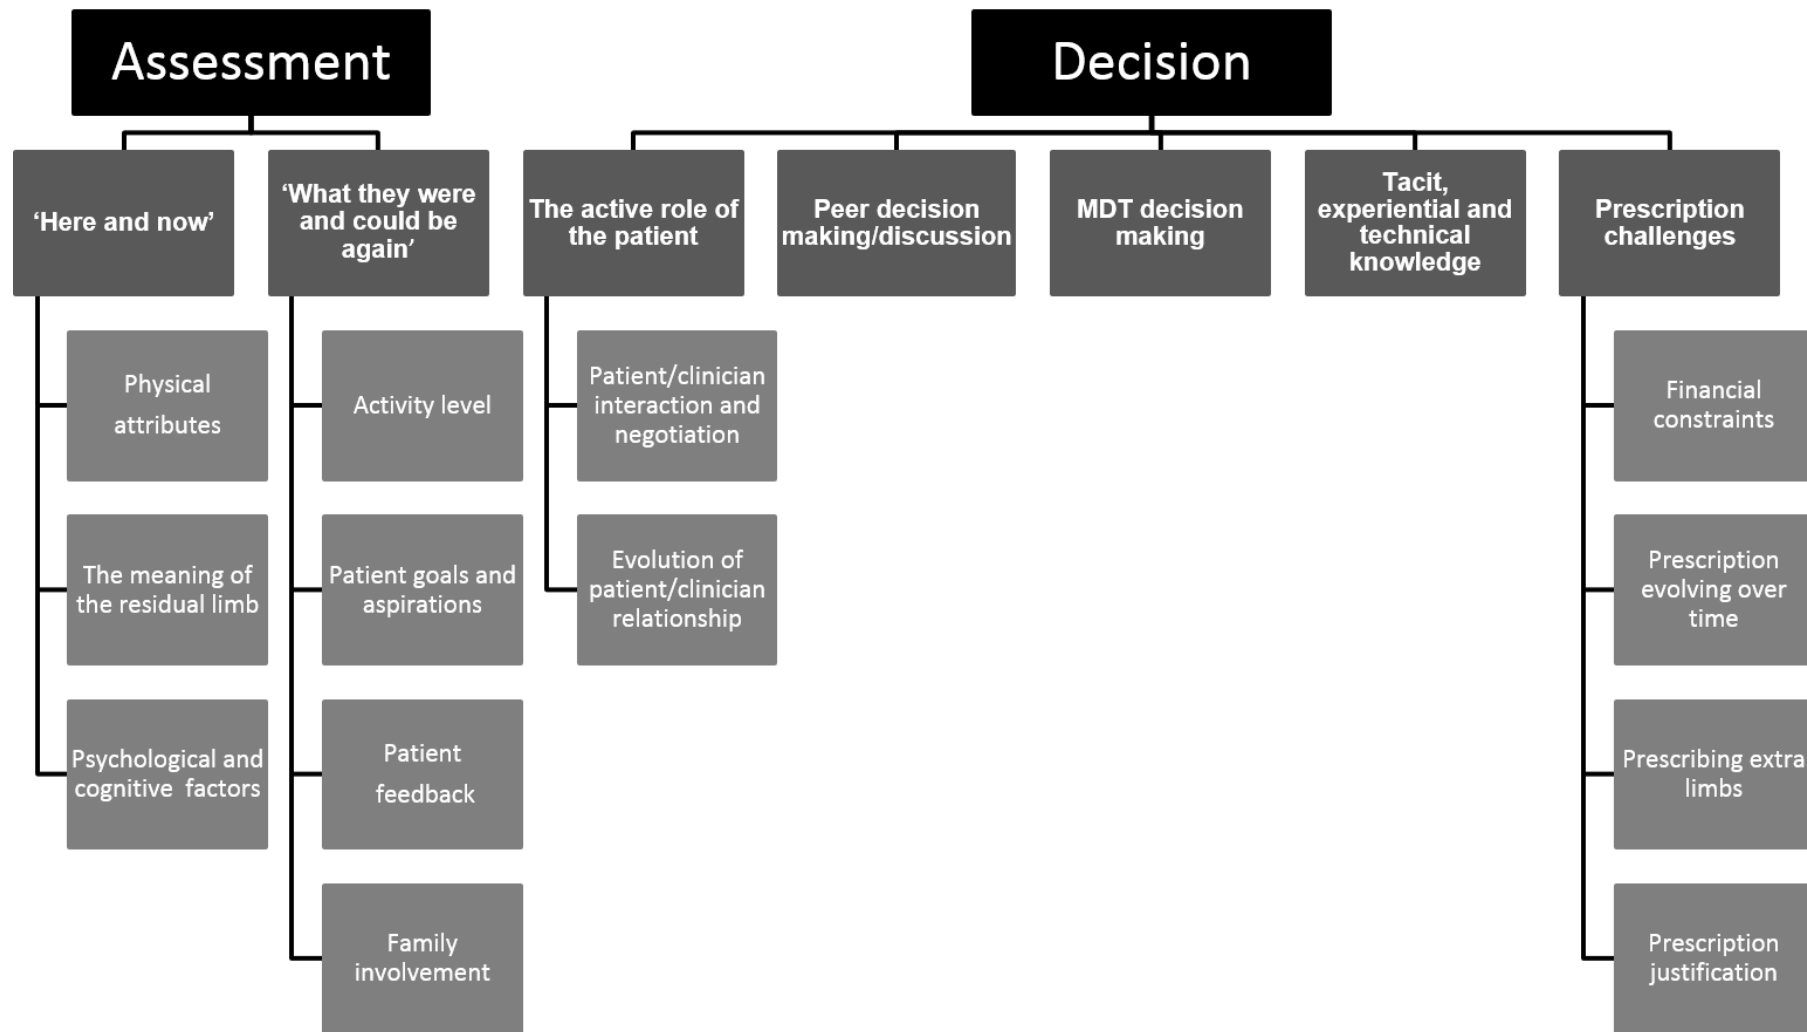 Assessment
Decision
‘Here and now’
‘What they were
and could be
again’
The active role of
the patient
Peer decision
making/discussion
MDT decision
making
Tacit,
experiential and
technical
knowledge
Prescription
challenges
Physical
attributes
The meaning of
the residual limb
Psychological and
cognitive factors
Activity level
Patient goals and
aspirations
Patient
feedback
Family
involvement
Patient/clinician
interaction and
negotiation
Evolution of
patient/clinician
relationship
Financial
constraints
Prescription
evolving over
time
Prescribing extra
limbs
Prescription
justification